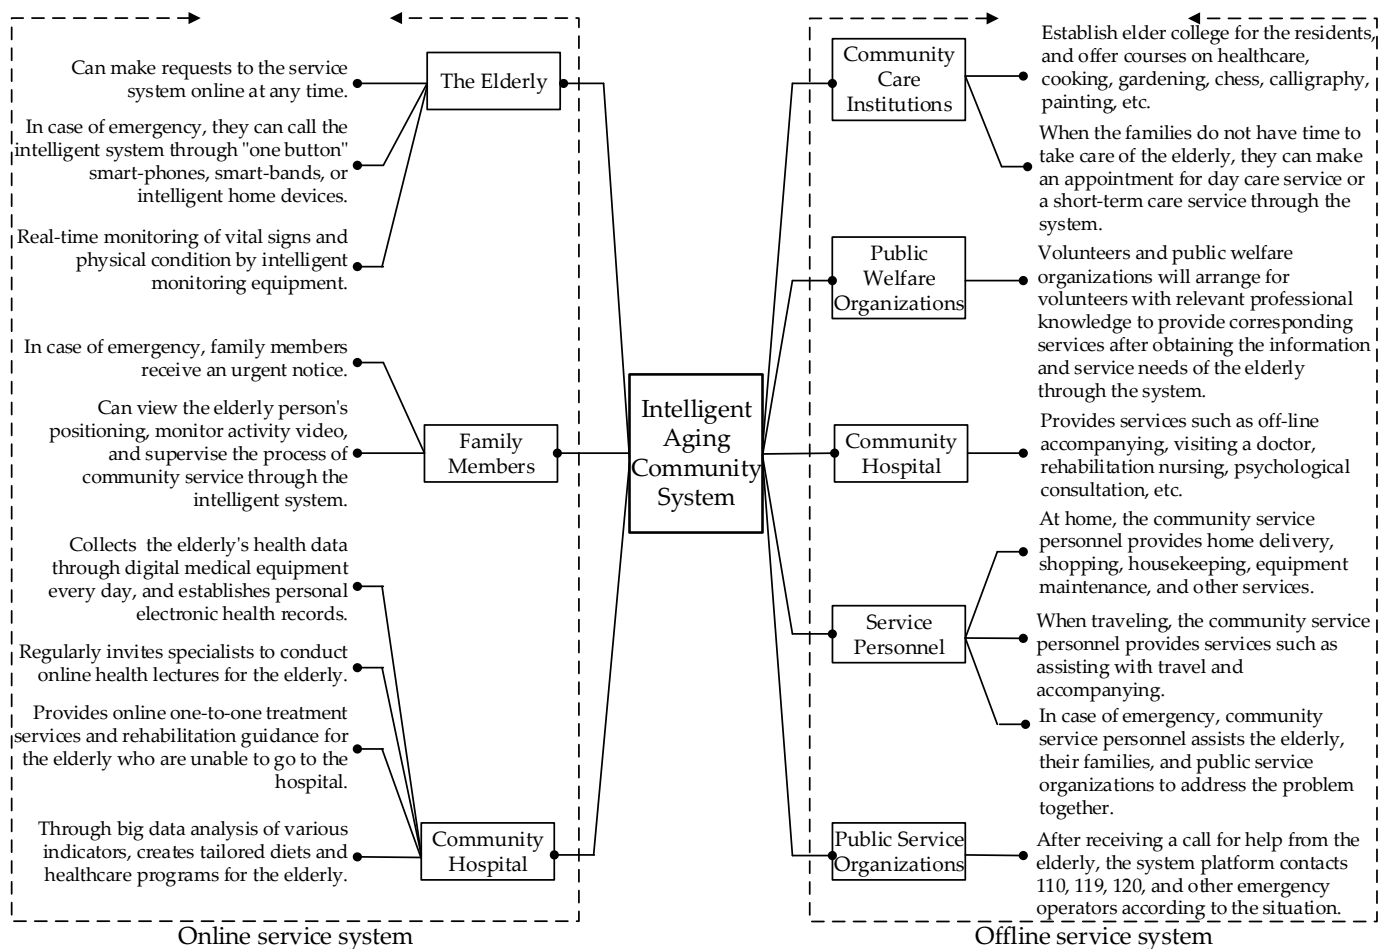 Can make requests to the service
system online at any time.
The Elderly
In case of emergency, they can call the
intelligent system through "one button"
smart-phones, smart-bands, or
intelligent home devices.
Real-time monitoring of vital signs and
physical condition by intelligent
monitoring equipment.
In case of emergency, family members
receive an urgent notice.
Can view the elderly person's
positioning, monitor activity video,
and supervise the process of
community service through the
intelligent system.
Family
Members
Collects the elderly's health data
through digital medical equipment
every day, and establishes personal
electronic health records.
Regularly invites specialists to conduct
online health lectures for the elderly.
Provides online one-to-one treatment
services and rehabilitation guidance for
the elderly who are unable to go to the
hospital.
Through big data analysis of various
indicators, creates tailored diets and
healthcare programs for the elderly.
Community
Hospital
Online service system
Intelligent
Aging
Community
System
Community
Care
Institutions
Establish elder college for the residents,
and offer courses on healthcare,
cooking, gardening, chess, calligraphy,
painting, etc.
When the families do not have time to
take care of the elderly, they can make
an appointment for day care service or
a short-term care service through the
system.
Public
Welfare
Organizations
Volunteers and public welfare
organizations will arrange for
volunteers with relevant professional
knowledge to provide corresponding
services after obtaining the information
and service needs of the elderly
through the system.
Community
Hospital
Provides services such as off-line
accompanying, visiting a doctor,
rehabilitation nursing, psychological
consultation, etc.
Service
Personnel
At home, the community service
personnel provides home delivery,
shopping, housekeeping, equipment
maintenance, and other services.
When traveling, the community service
personnel provides services such as
assisting with travel and
accompanying.
In case of emergency, community
service personnel assists the elderly,
their families, and public service
organizations to address the problem
together.
Public Service
Organizations
After receiving a call for help from the
elderly, the system platform contacts
110, 119, 120, and other emergency
operators according to the situation.
Offline service system